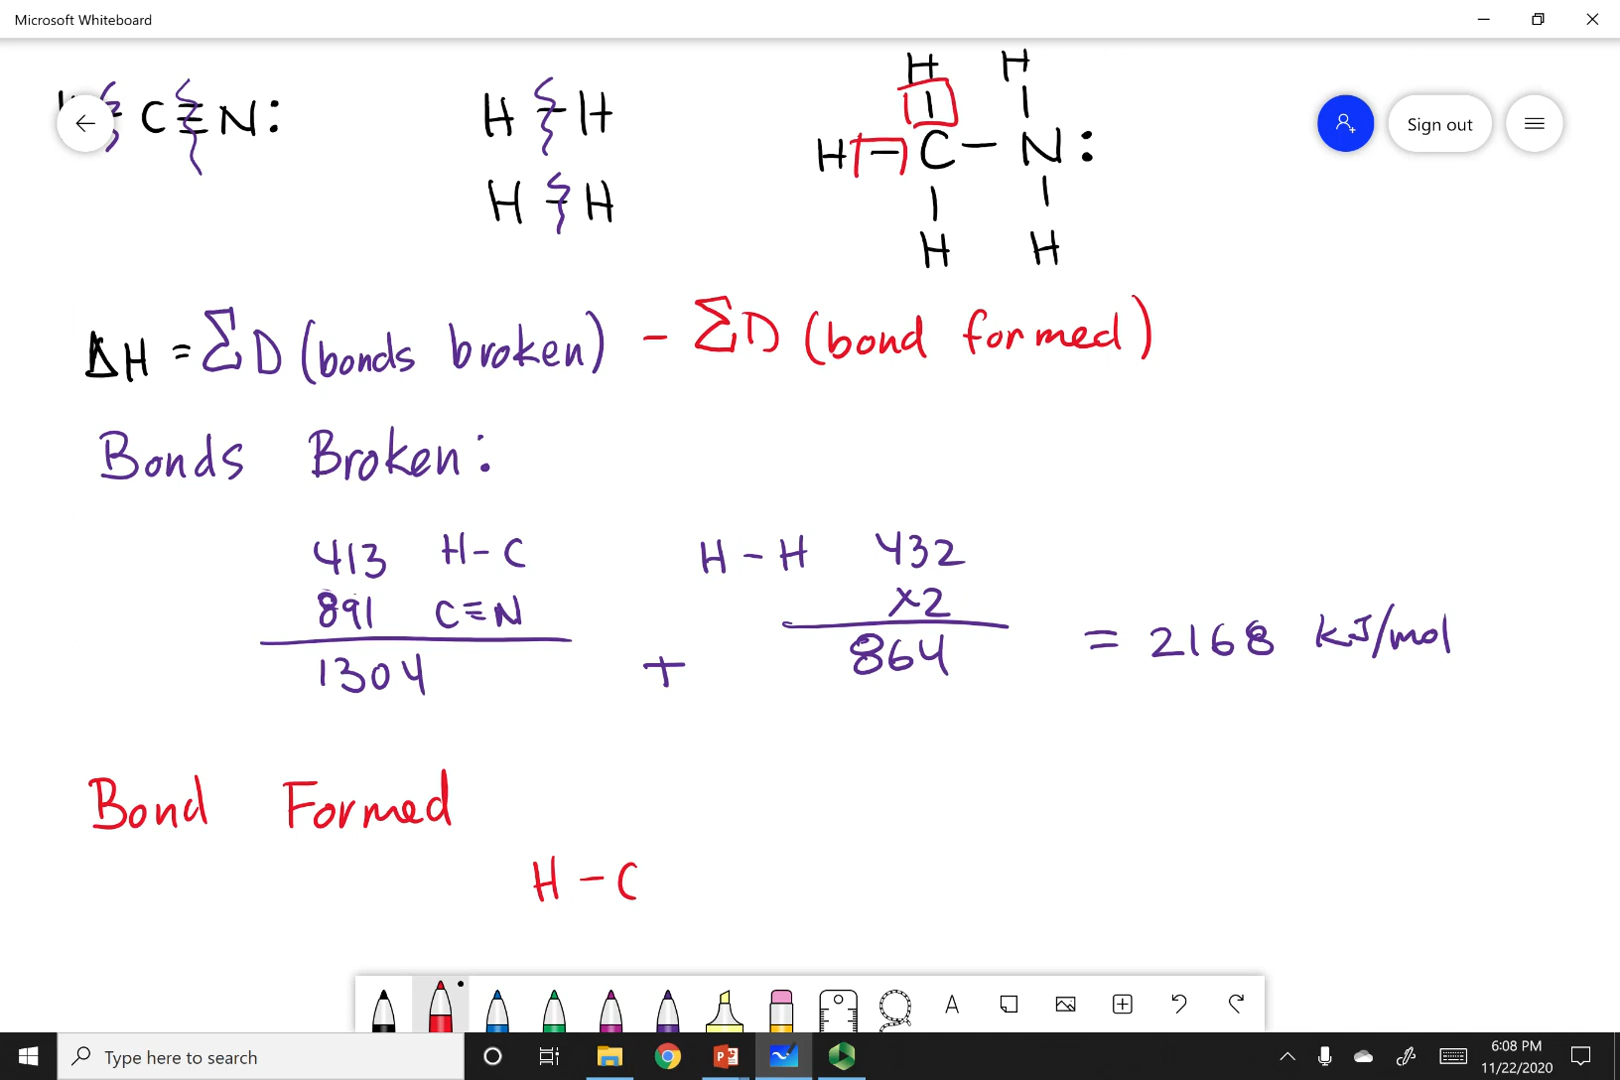 Microsoft Whiteboard
H H
C≡N: H-H H-C-N: Sign out
H-H
H H
ΔH = ΣD (bonds broken) - ΣD (bond formed)
Bonds Broken:
413 H-C H-H 432
891 C≡N x2
1304 + 864 = 2168 kJ/mol
Bond Formed
H-C
A
Type here to search
6:08 PM
11/22/2020